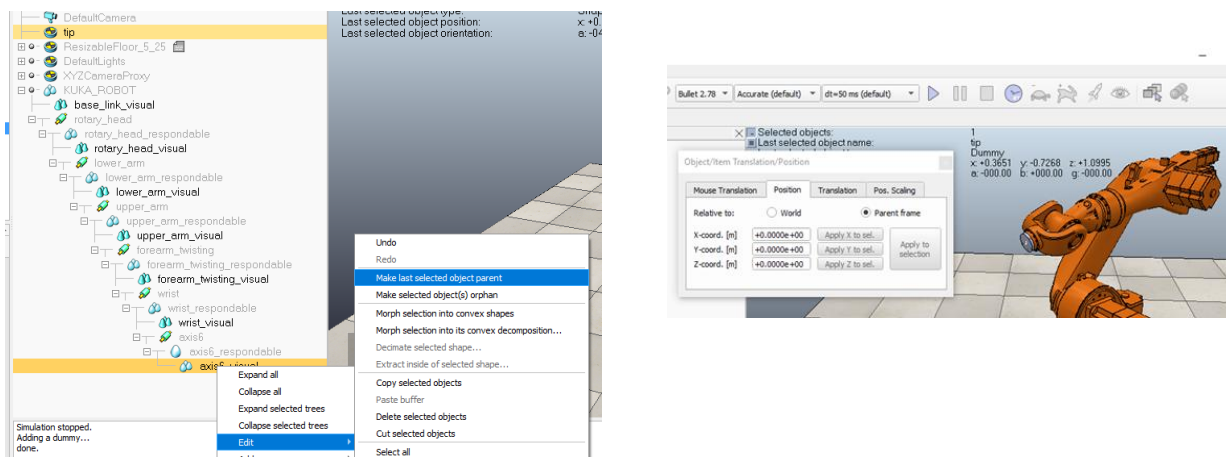 DefaultCamera
tip
ResizableFloor_5_25
DefaultLights
XYZCameraProxy
KUKA_ROBOT
base_link_visual
rotary_head
rotary_head_respondable
rotary_head_visual
lower_arm
lower_arm_respondable
lower_arm_visual
upper_arm
upper_arm_respondable
upper_arm_visual
forearm_twisting
forearm_twisting_respondable
forearm_twisting_visual
wrist
wrist_respondable
wrist_visual
axis6
axis6_respondable
axis6_visual
Expand all
Collapse all
Expand selected trees
Collapse selected trees
Edit
Simulation stopped.
Adding a dummy...
done.
Last selected object type:
Last selected object position: x: +0.
Last selected object orientation: a: -04
Undo
Redo
Make last selected object parent
Make selected object(s) orphan
Morph selection into convex shapes
Morph selection into its convex decomposition...
Decimate selected shape...
Extract inside of selected shape...
Copy selected objects
Paste buffer
Delete selected objects
Cut selected objects
Select all
Bullet 2.78 Accurate (default) dt=50 ms (default)
Selected objects: 1
Last selected object name: tip
Dummy
x: +0.3651 y: -0.7268 z: +1.0995
a: -000.00 b: +000.00 g: -000.00
Object/Item Translation/Position
Mouse Translation Position Translation Pos. Scaling
Relative to: World Parent frame
X-coord. [m] +0.0000e+00 Apply X to sel.
Y-coord. [m] +0.0000e+00 Apply Y to sel.
Z-coord. [m] +0.0000e+00 Apply Z to sel.
Apply to
selection